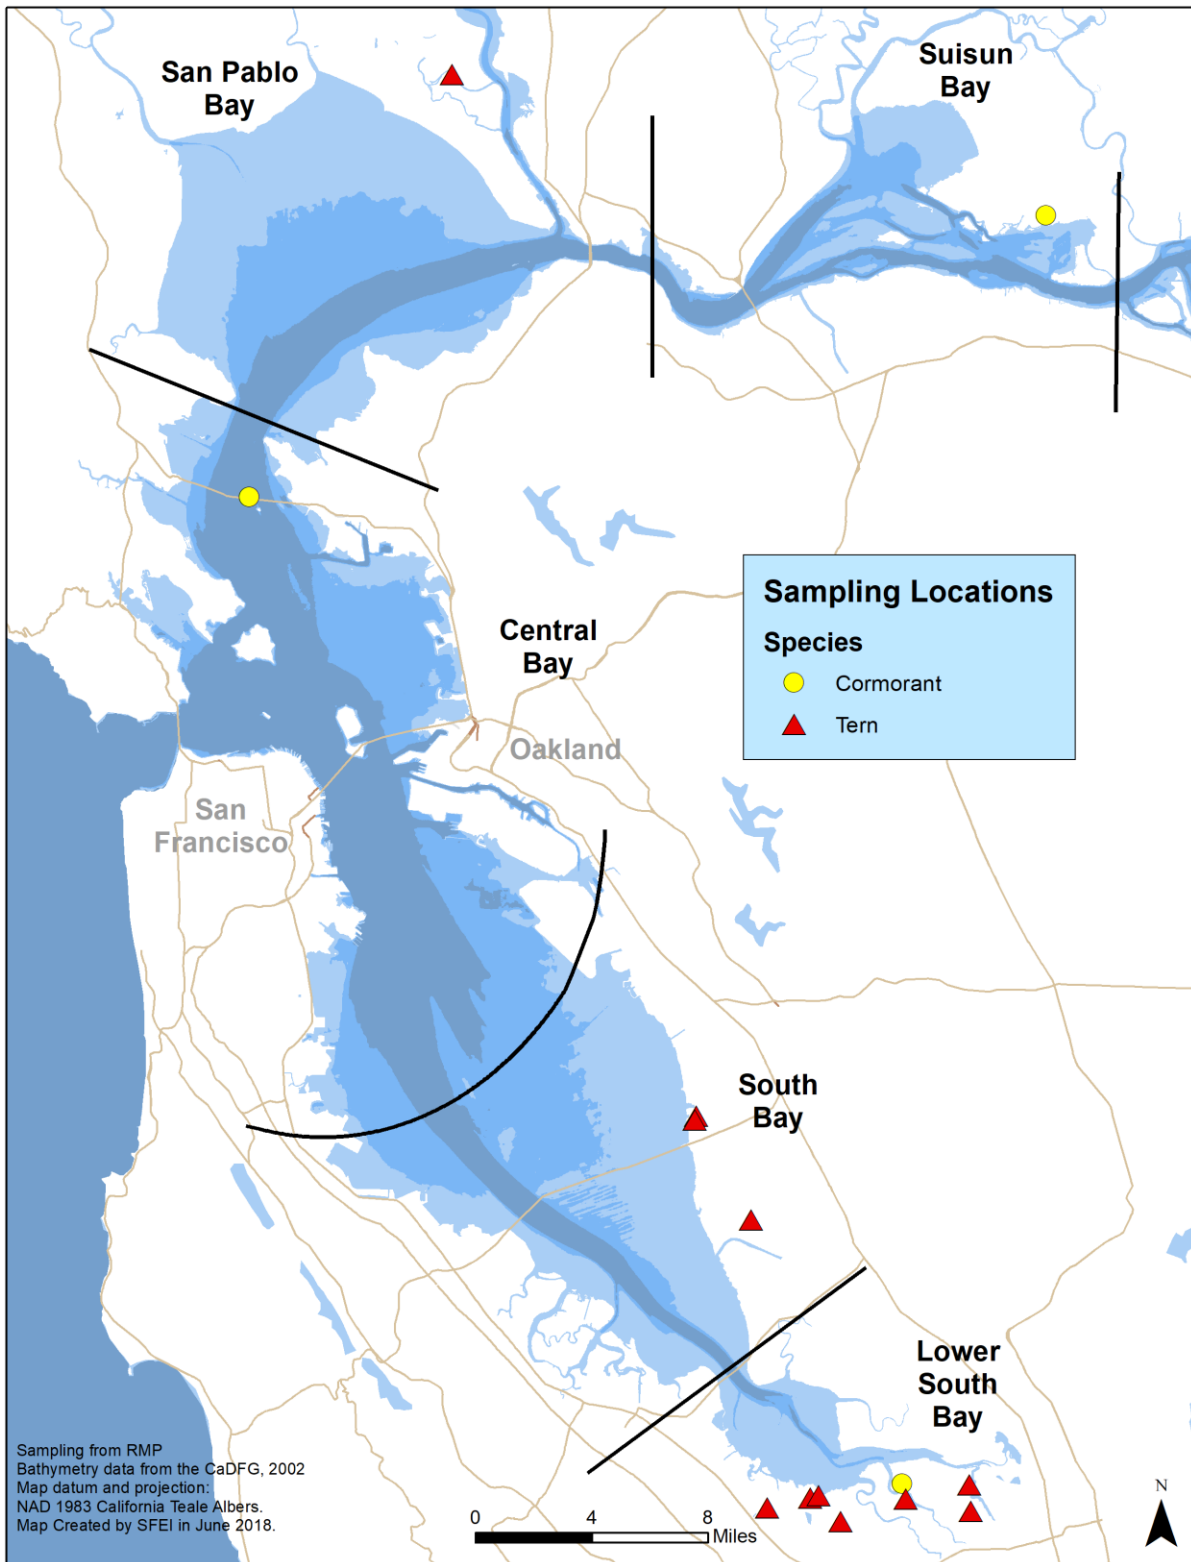 San Pablo
Bay
Suisun
Bay
Sampling Locations
Species
Cormorant
Tern
Central
Bay
Oakland
San
Francisco
South
Bay
Lower
South
Bay
Sampling from RMP
Bathymetry data from the CaDFG, 2002
Map datum and projection:
NAD 1983 California Teale Albers.
Map Created by SFEI in June 2018.
0 4 8
Miles
N